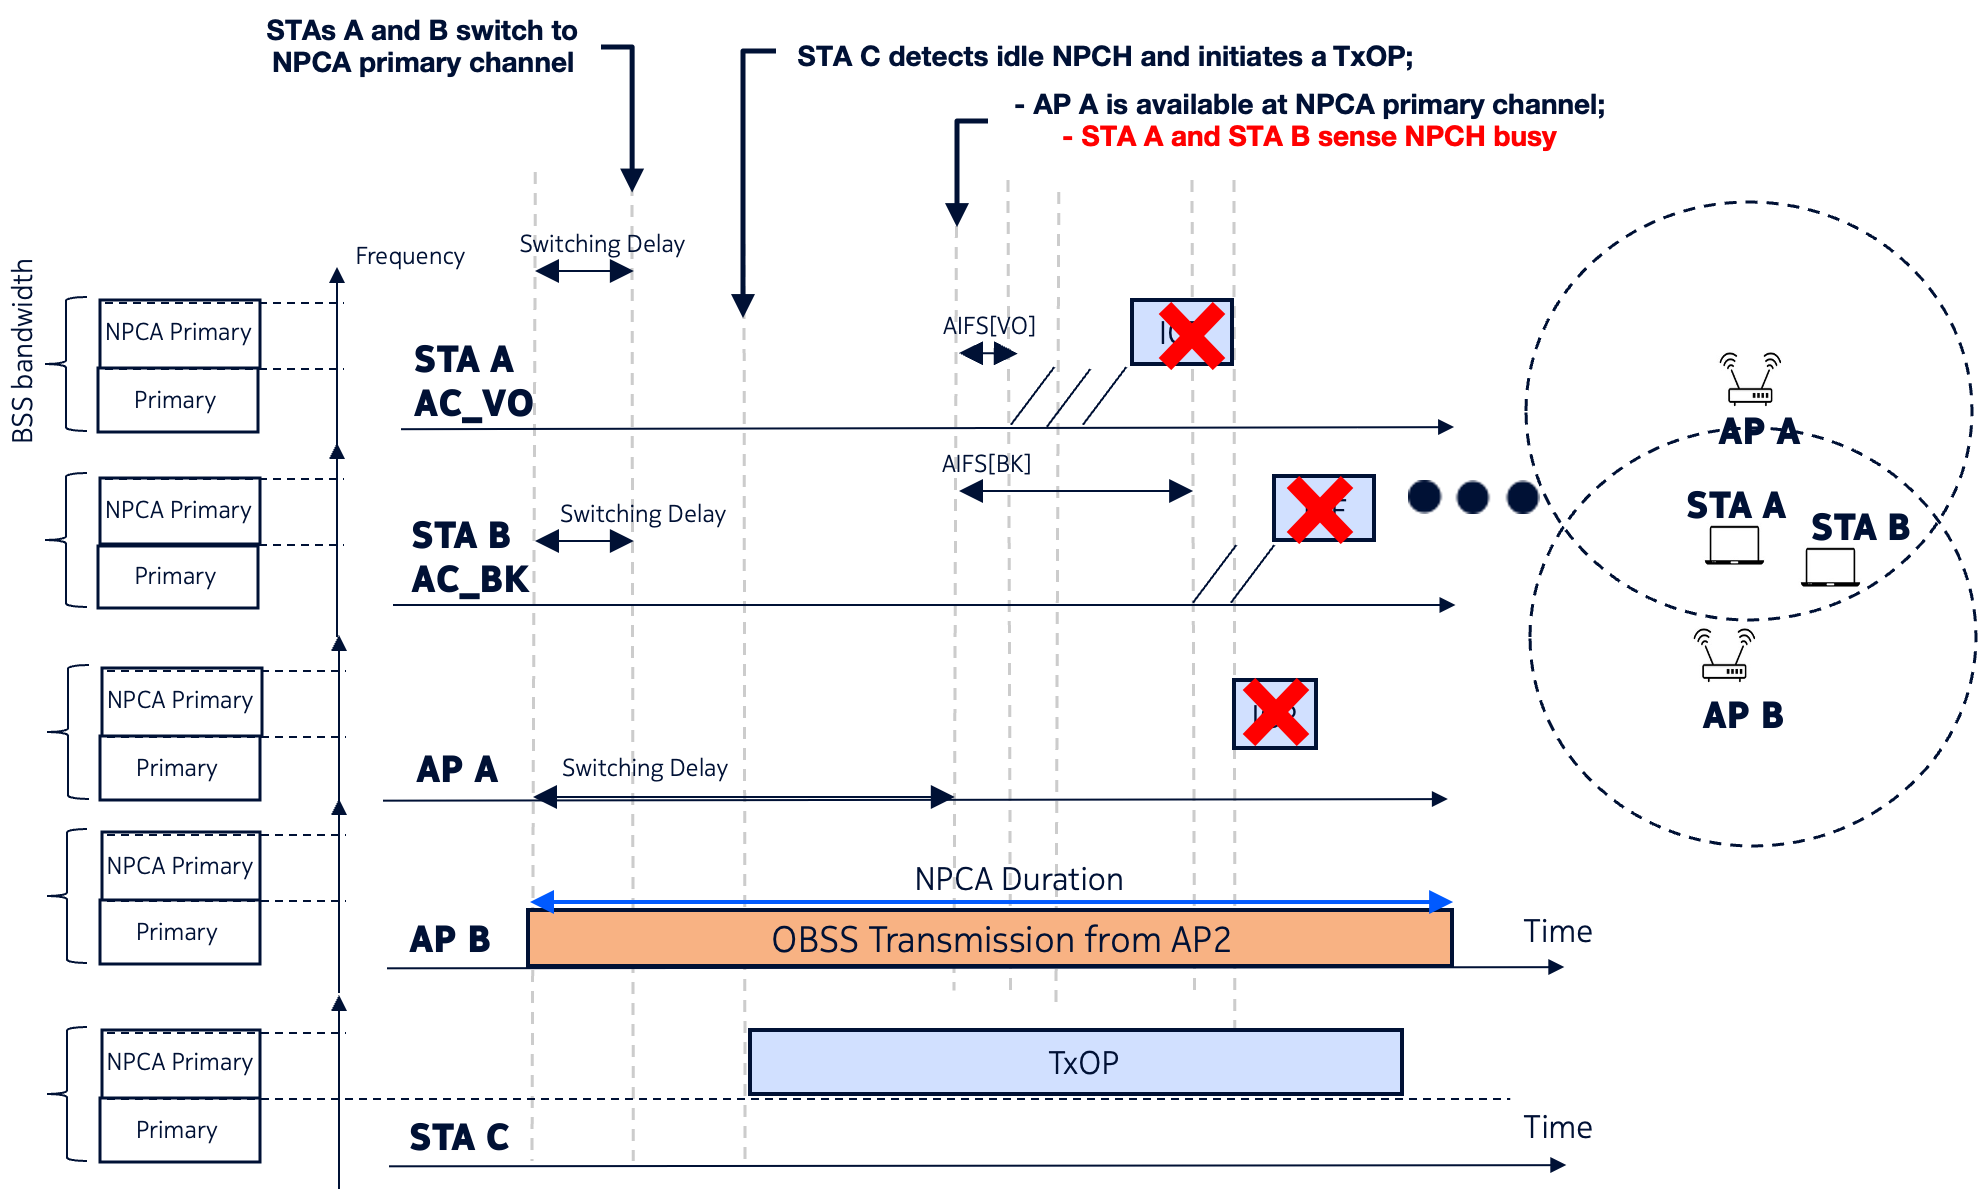 STAs A and B switch to
NPCA primary channel
STA C detects idle NPCH and initiates a TxOP;
- AP A is available at NPCA primary channel;
- STA A and STA B sense NPCH busy
BSS bandwidth
Frequency
Switching Delay
NPCA Primary
Primary
STA A
AC_VO
AIFS[VO]
AP A
NPCA Primary
Primary
STA B
AC_BK
Switching Delay
AIFS[BK]
STA A
STA B
NPCA Primary
Primary
AP A
Switching Delay
AP B
NPCA Primary
Primary
AP B
NPCA Duration
OBSS Transmission from AP2
Time
NPCA Primary
Primary
STA C
TxOP
Time